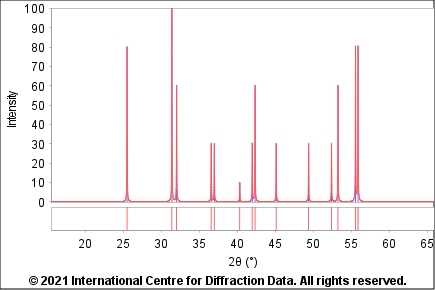 100
90
80
70
60
50
40
30
20
10
0
Intensity
20 25 30 35 40 45 50 55 60 65
2θ (°)
© 2021 International Centre for Diffraction Data. All rights reserved.